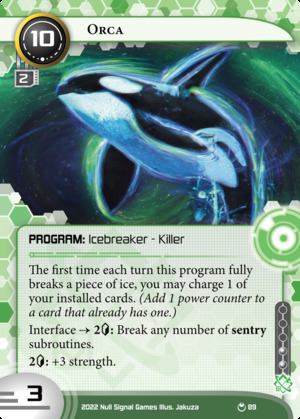 10
Orca
2
PROGRAM: Icebreaker - Killer
The first time each turn this program fully
breaks a piece of ice, you may charge 1 of
your installed cards. (Add 1 power counter to
a card that already has one.)
Interface → 2: Break any number of sentry
subroutines.
2: +3 strength.
3
2022 Null Signal Games Illus. Jakuza
89